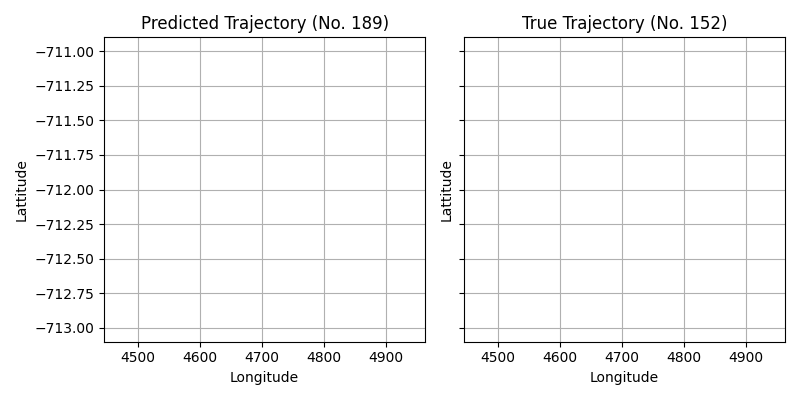 Predicted Trajectory (No. 189)
True Trajectory (No. 152)
−711.00
−711.25
−711.50
−711.75
−712.00
−712.25
−712.50
−712.75
−713.00
Lattitude
Lattitude
4500 4600 4700 4800 4900
4500 4600 4700 4800 4900
Longitude
Longitude